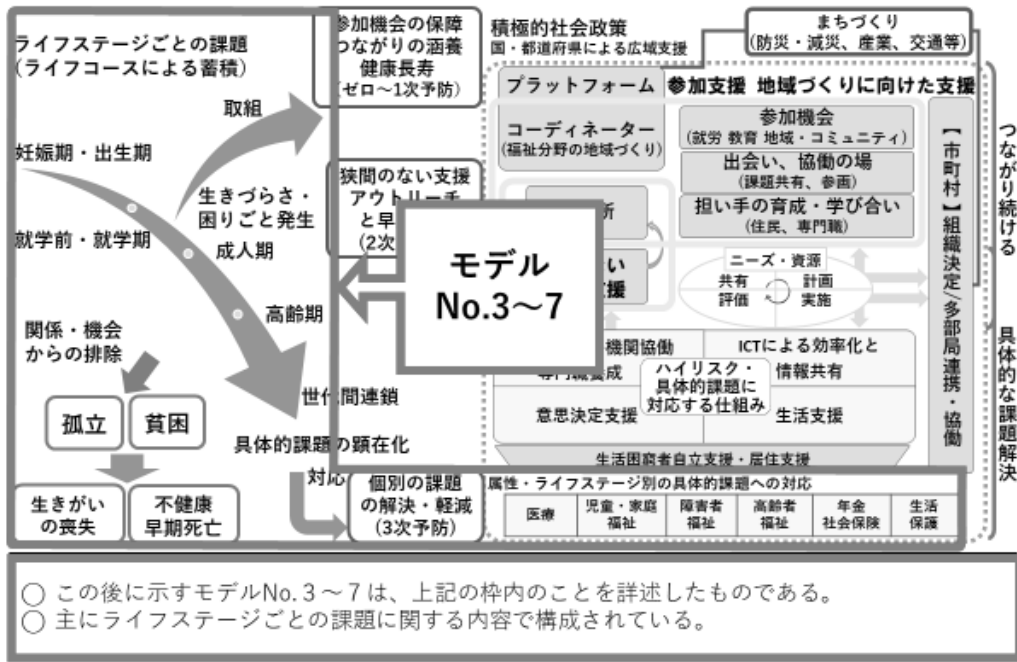 ライフステージごとの課題
(ライフコースによる蓄積)
取組
妊娠期・出生期
生きづらさ・
困りごと発生
就学前・就学期
成人期
高齢期
関係・機会
からの排除
孤立
貧困
世代間連鎖
具体的課題の顕在化
対応
生きがい
の喪失
不健康
早期死亡
参加機会の保障
つながりの涵養
健康長寿
(ゼロ～1次予防)
狭間のない支援
アウトリーチ
と早
(2次
個別の課題
の解決・軽減
(3次予防)
モデル
No.3～7
積極的社会政策
国・都道府県による広域支援
まちづくり
(防災・減災、産業、交通等)
プラットフォーム
参加支援 地域づくりに向けた支援
コーディネーター
(福祉分野の地域づくり)
参加機会
(就労 教育 地域・コミュニティ)
出会い、協働の場
(課題共有、参画)
担い手の育成・学び合い
(住民、専門職)
所
い
援
ニーズ・資源
共有
計画
評価
実施
機関協働
ICTによる効率化と
情報共有
ハイリスク・
具体的課題に
対応する仕組み
意思決定支援
生活支援
生活困窮者自立支援・居住支援
【市町村】組織決定/多部局連携・協働
つながり続ける
具体的な課題解決
属性・ライフステージ別の具体的課題への対応
医療
児童・家庭
福祉
障害者
福祉
高齢者
福祉
年金
社会保険
生活
保護
○ この後に示すモデルNo.3～7は、上記の枠内のことを詳述したものである。
○ 主にライフステージごとの課題に関する内容で構成されている。